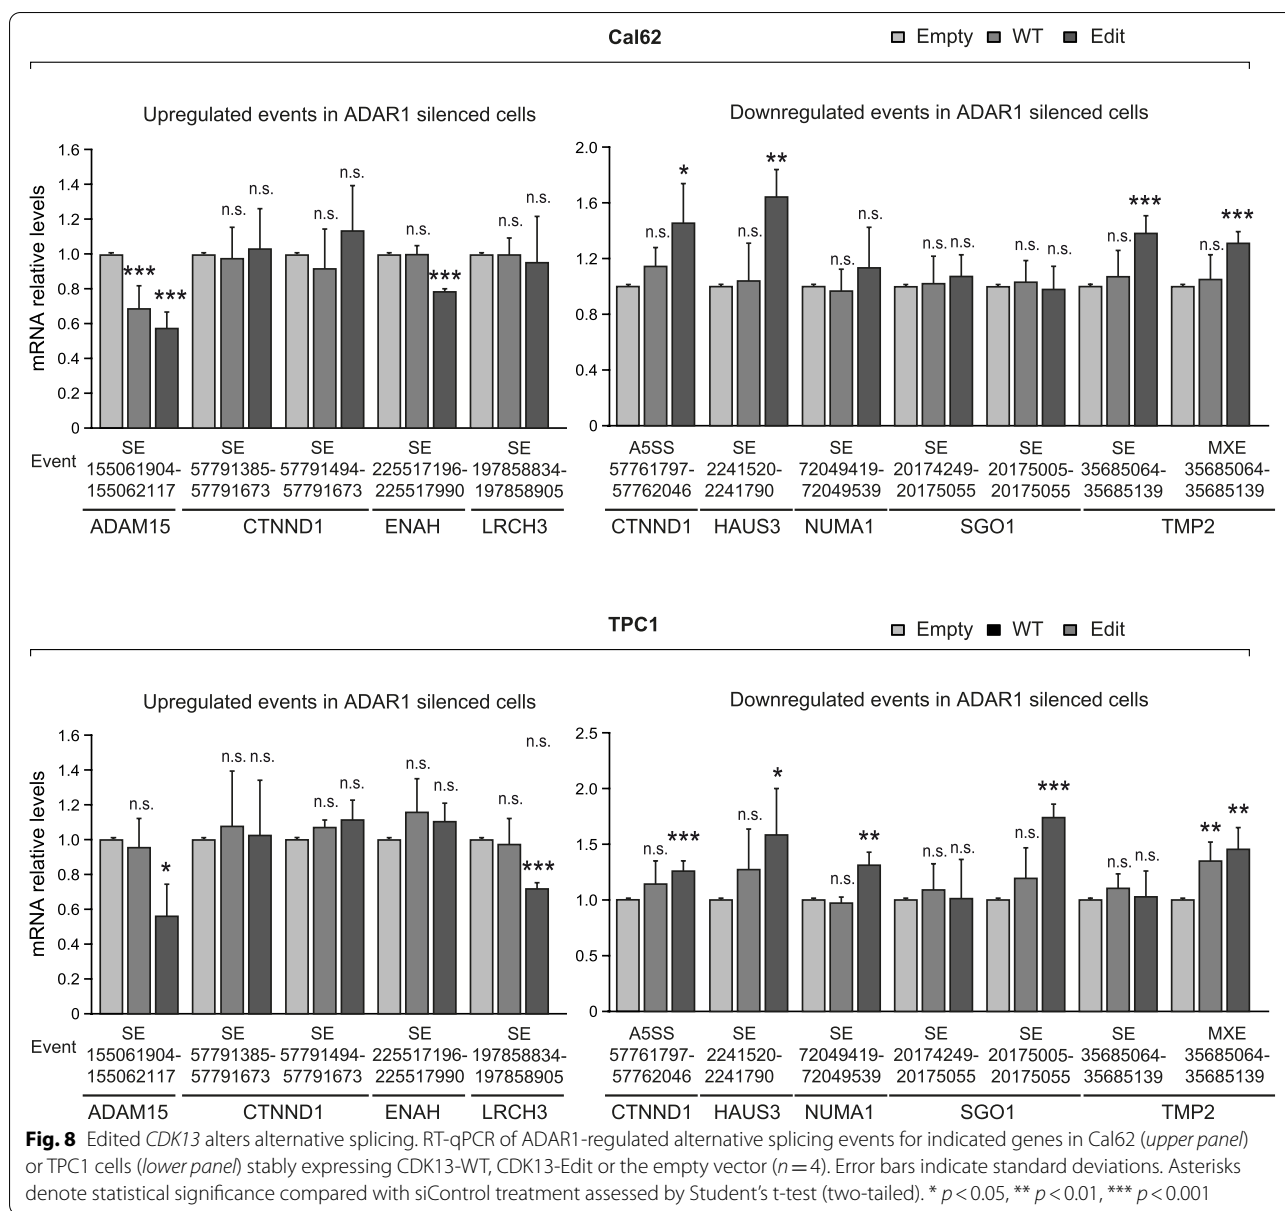 Cal62
Empty WT Edit
Upregulated events in ADAR1 silenced cells
mRNA relative levels
1.6
1.4
1.2
1.0
0.8
0.6
0.4
0.2
0
*** *** n.s. n.s. n.s. n.s. n.s. *** n.s. n.s.
Event
SE SE SE SE SE
155061904- 57791385- 57791494- 225517196- 197858834-
155062117 57791673 57791673 225517990 197858905
ADAM15 CTNND1 ENAH LRCH3
Downregulated events in ADAR1 silenced cells
2.0
1.6
1.2
0.8
0.4
0
n.s. * n.s. ** n.s. n.s. n.s. n.s. n.s. n.s. n.s. *** n.s. ***
A5SS SE SE SE SE SE MXE
57761797- 2241520- 72049419- 20174249- 20175005- 35685064- 35685064-
57762046 2241790 72049539 20175055 20175055 35685139 35685139
CTNND1 HAUS3 NUMA1 SGO1 TMP2
TPC1
Empty WT Edit
Upregulated events in ADAR1 silenced cells
mRNA relative levels
1.6
1.4
1.2
1.0
0.8
0.6
0.4
0.2
0
n.s. * n.s. n.s. n.s. n.s. n.s. n.s. n.s. n.s. ***
Event
SE SE SE SE SE
155061904- 57791385- 57791494- 225517196- 197858834-
155062117 57791673 57791673 225517990 197858905
ADAM15 CTNND1 ENAH LRCH3
Downregulated events in ADAR1 silenced cells
2.5
2.0
1.5
1.0
0.5
0
n.s. *** n.s. * n.s. ** n.s. n.s. n.s. *** n.s. n.s. ** **
A5SS SE SE SE SE SE MXE
57761797- 2241520- 72049419- 20174249- 20175005- 35685064- 35685064-
57762046 2241790 72049539 20175055 20175055 35685139 35685139
CTNND1 HAUS3 NUMA1 SGO1 TMP2
Fig. 8 Edited CDK13 alters alternative splicing. RT-qPCR of ADAR1-regulated alternative splicing events for indicated genes in Cal62 (upper panel)
or TPC1 cells (lower panel) stably expressing CDK13-WT, CDK13-Edit or the empty vector (n = 4). Error bars indicate standard deviations. Asterisks
denote statistical significance compared with siControl treatment assessed by Student's t-test (two-tailed). * p < 0.05, ** p < 0.01, *** p < 0.001